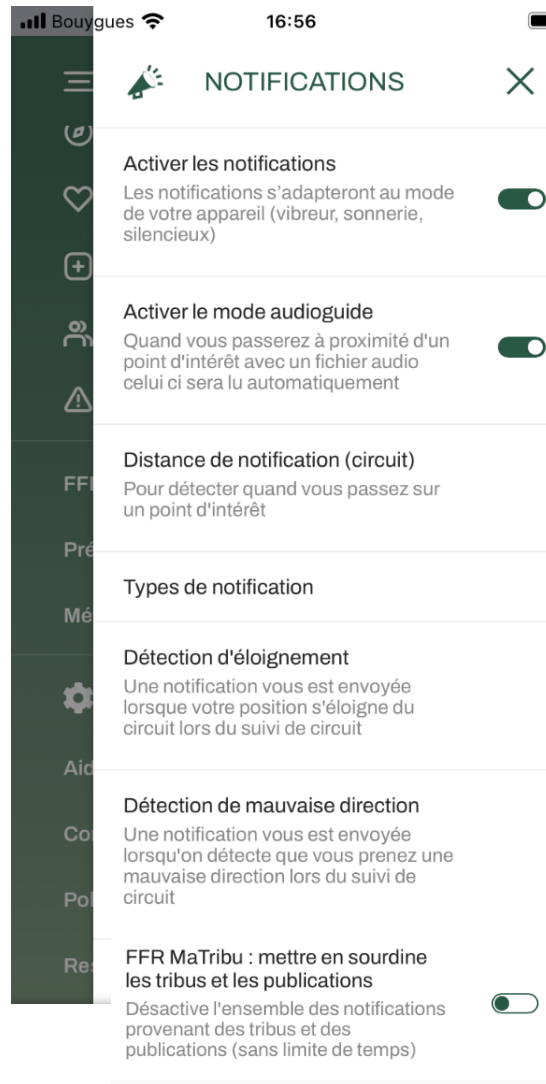 Bouygues 16:56
NOTIFICATIONS
Activer les notifications
Les notifications s’adapteront au mode
de votre appareil (vibreur, sonnerie,
silencieux)
Activer le mode audioguide
Quand vous passerez à proximité d'un
point d'intérêt avec un fichier audio
celui ci sera lu automatiquement
Distance de notification (circuit)
Pour détecter quand vous passez sur
un point d'intérêt
FFR
Pré
Types de notification
Mé
Détection d'éloignement
Une notification vous est envoyée
lorsque votre position s'éloigne du
circuit lors du suivi de circuit
Aid
Détection de mauvaise direction
Une notification vous est envoyée
lorsqu'on détecte que vous prenez une
mauvaise direction lors du suivi de
circuit
Pol
FFR MaTribu : mettre en sourdine
les tribus et les publications
Désactive l'ensemble des notifications
provenant des tribus et des
publications (sans limite de temps)